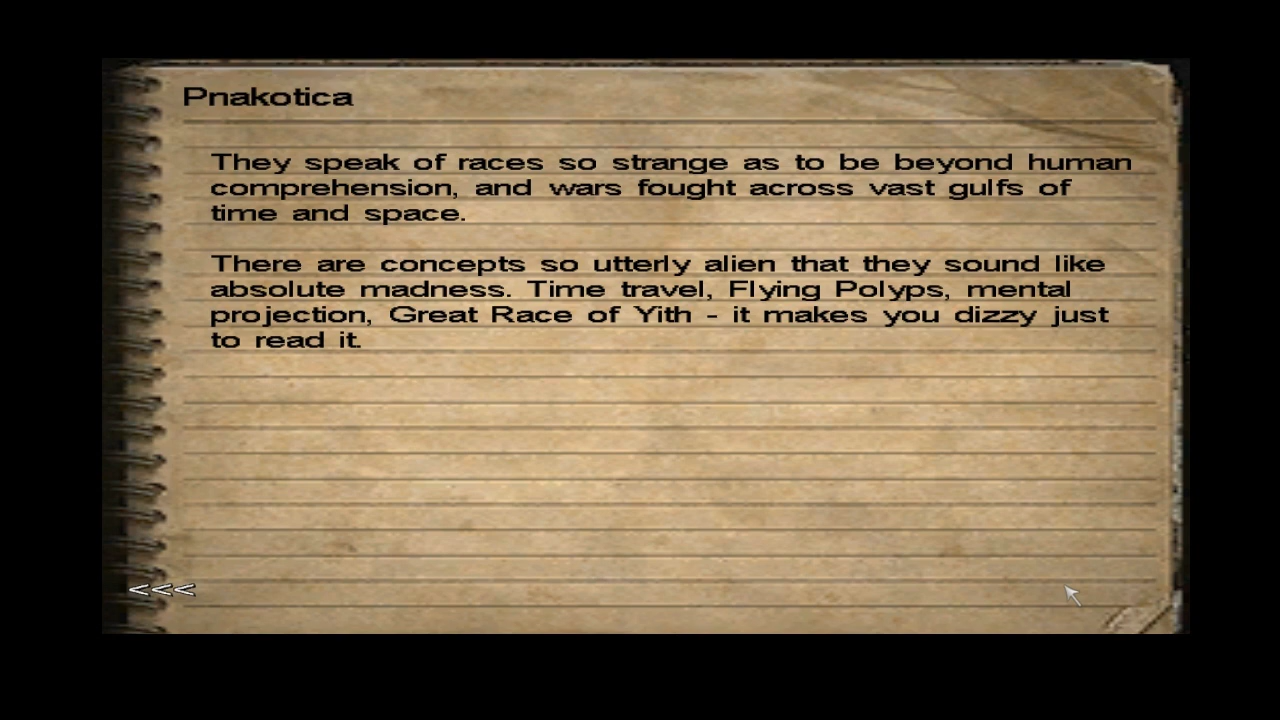 Pnakotica
They speak of races so strange as to be beyond human
comprehension, and wars fought across vast gulfs of
time and space.
There are concepts so utterly alien that they sound like
absolute madness. Time travel, Flying Polyps, mental
projection, Great Race of Yith - it makes you dizzy just
to read it.
<<<